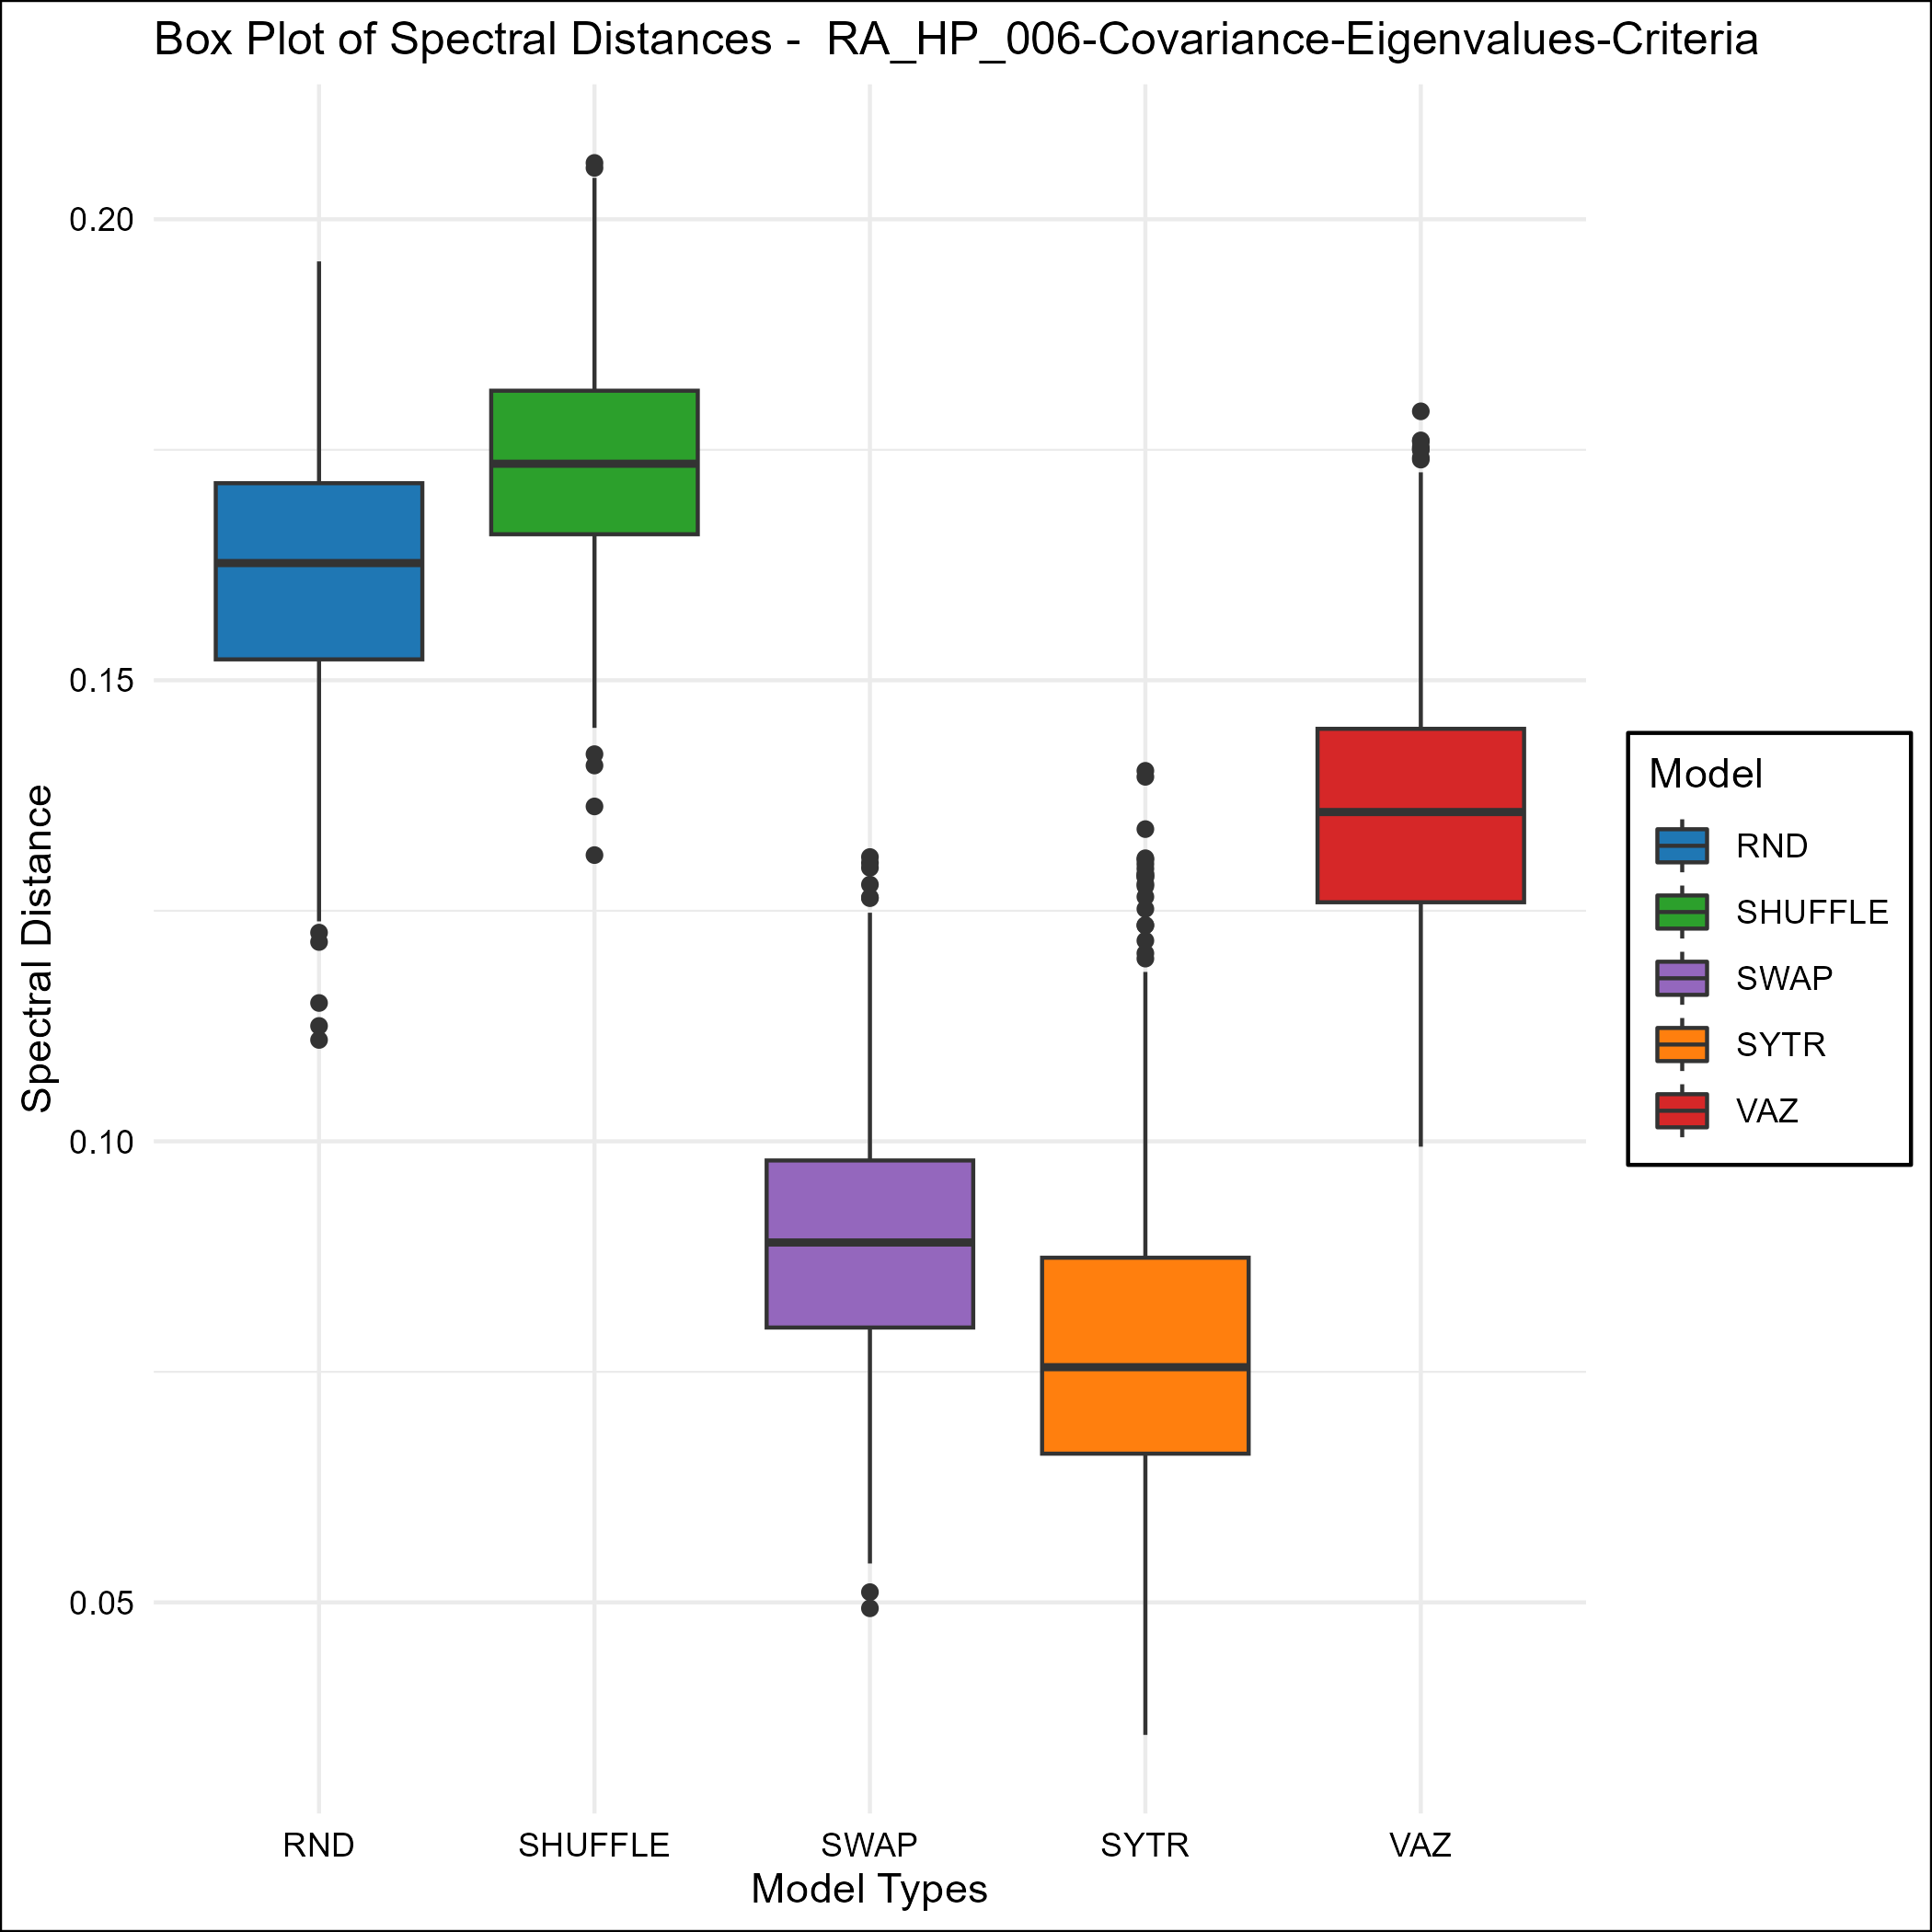 Box Plot of Spectral Distances -  RA_HP_006-Covariance-Eigenvalues-Criteria
0.20
0.15
0.10
0.05
Spectral Distance
RND
SHUFFLE
SWAP
SYTR
VAZ
Model Types
Model
RND
SHUFFLE
SWAP
SYTR
VAZ